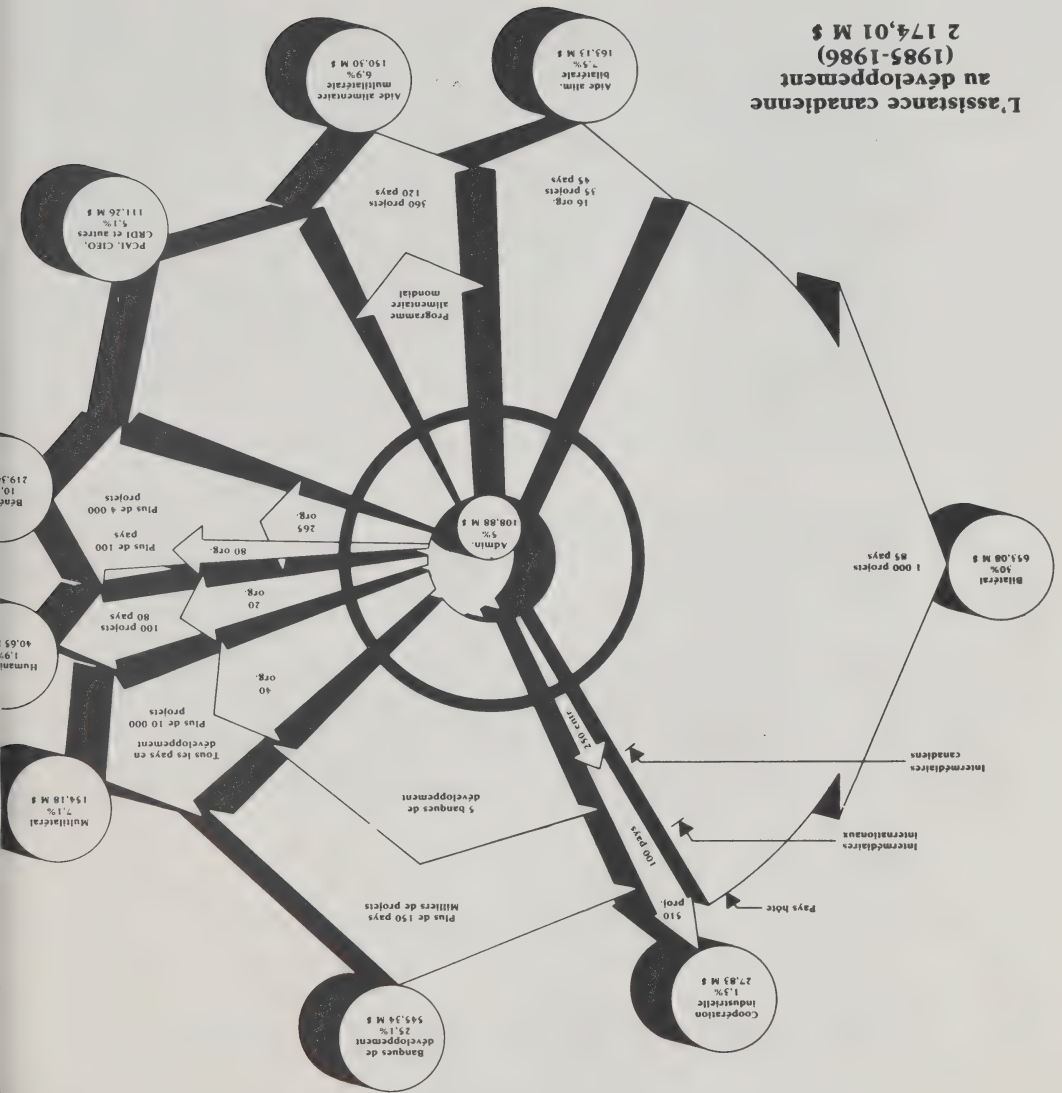 Banques de
développement
25,1%
545,34 M $
Coopération
industrielle
1,3%
27,83 M $
510
proj.
100 pays
250 entr.
Pays hôte
Intermédiaires
internationaux
Intermédiaires
canadiens
Plus de 150 pays
Milliers de projets
5 banques de
développement
Multilatéral
7,1%
154,18 M $
Tous les pays en
développement
Plus de 10 000
projets
40
org.
Humani
1,9%
40,65
100 projets
80 pays
20
org.
80 org.
265
org.
Béné
10,
219.3
Plus de 100
pays
Plus de 4 000
projets
Bilatéral
30%
653,08 M $
1 000 projets
85 pays
Admin.
5%
108,88 M $
PCAI, CIEO,
CRDI et autres
5,1%
111,26 M $
Programme
alimentaire
mondial
360 projets
120 pays
16 org.
35 projets
45 pays
Aide alimentaire
multilatérale
6,9%
150.30 M $
Aide alim.
bilatérale
7,5%
163,13 M $
L'assistance canadienne
au développement
(1985-1986)
2 174,01 M $